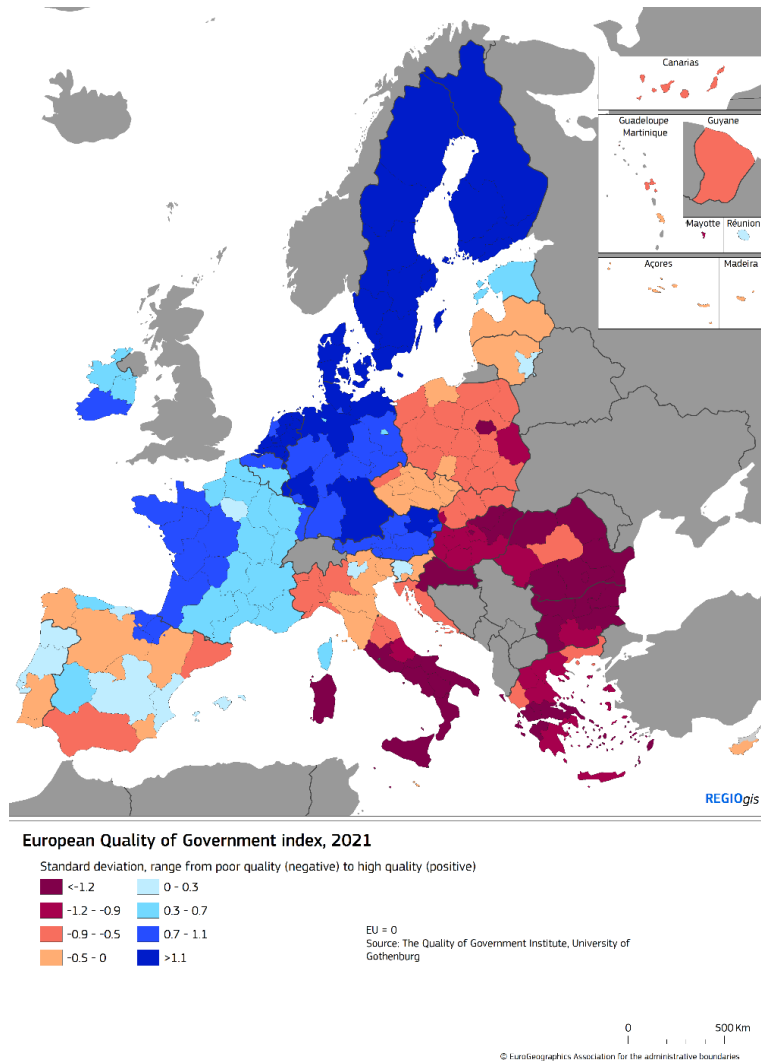 Canarias
Guadeloupe
Martinique
Guyane
Mayotte
Réunion
Açores
Madeira
REGIOgis
European Quality of Government index, 2021
Standard deviation, range from poor quality (negative) to high quality (positive)
<-1.2
-1.2 - -0.9
-0.9 - -0.5
-0.5 - 0
0 - 0.3
0.3 - 0.7
0.7 - 1.1
>1.1
EU = 0
Source: The Quality of Government Institute, University of
Gothenburg
0 500 Km
© EuroGeographics Association for the administrative boundaries